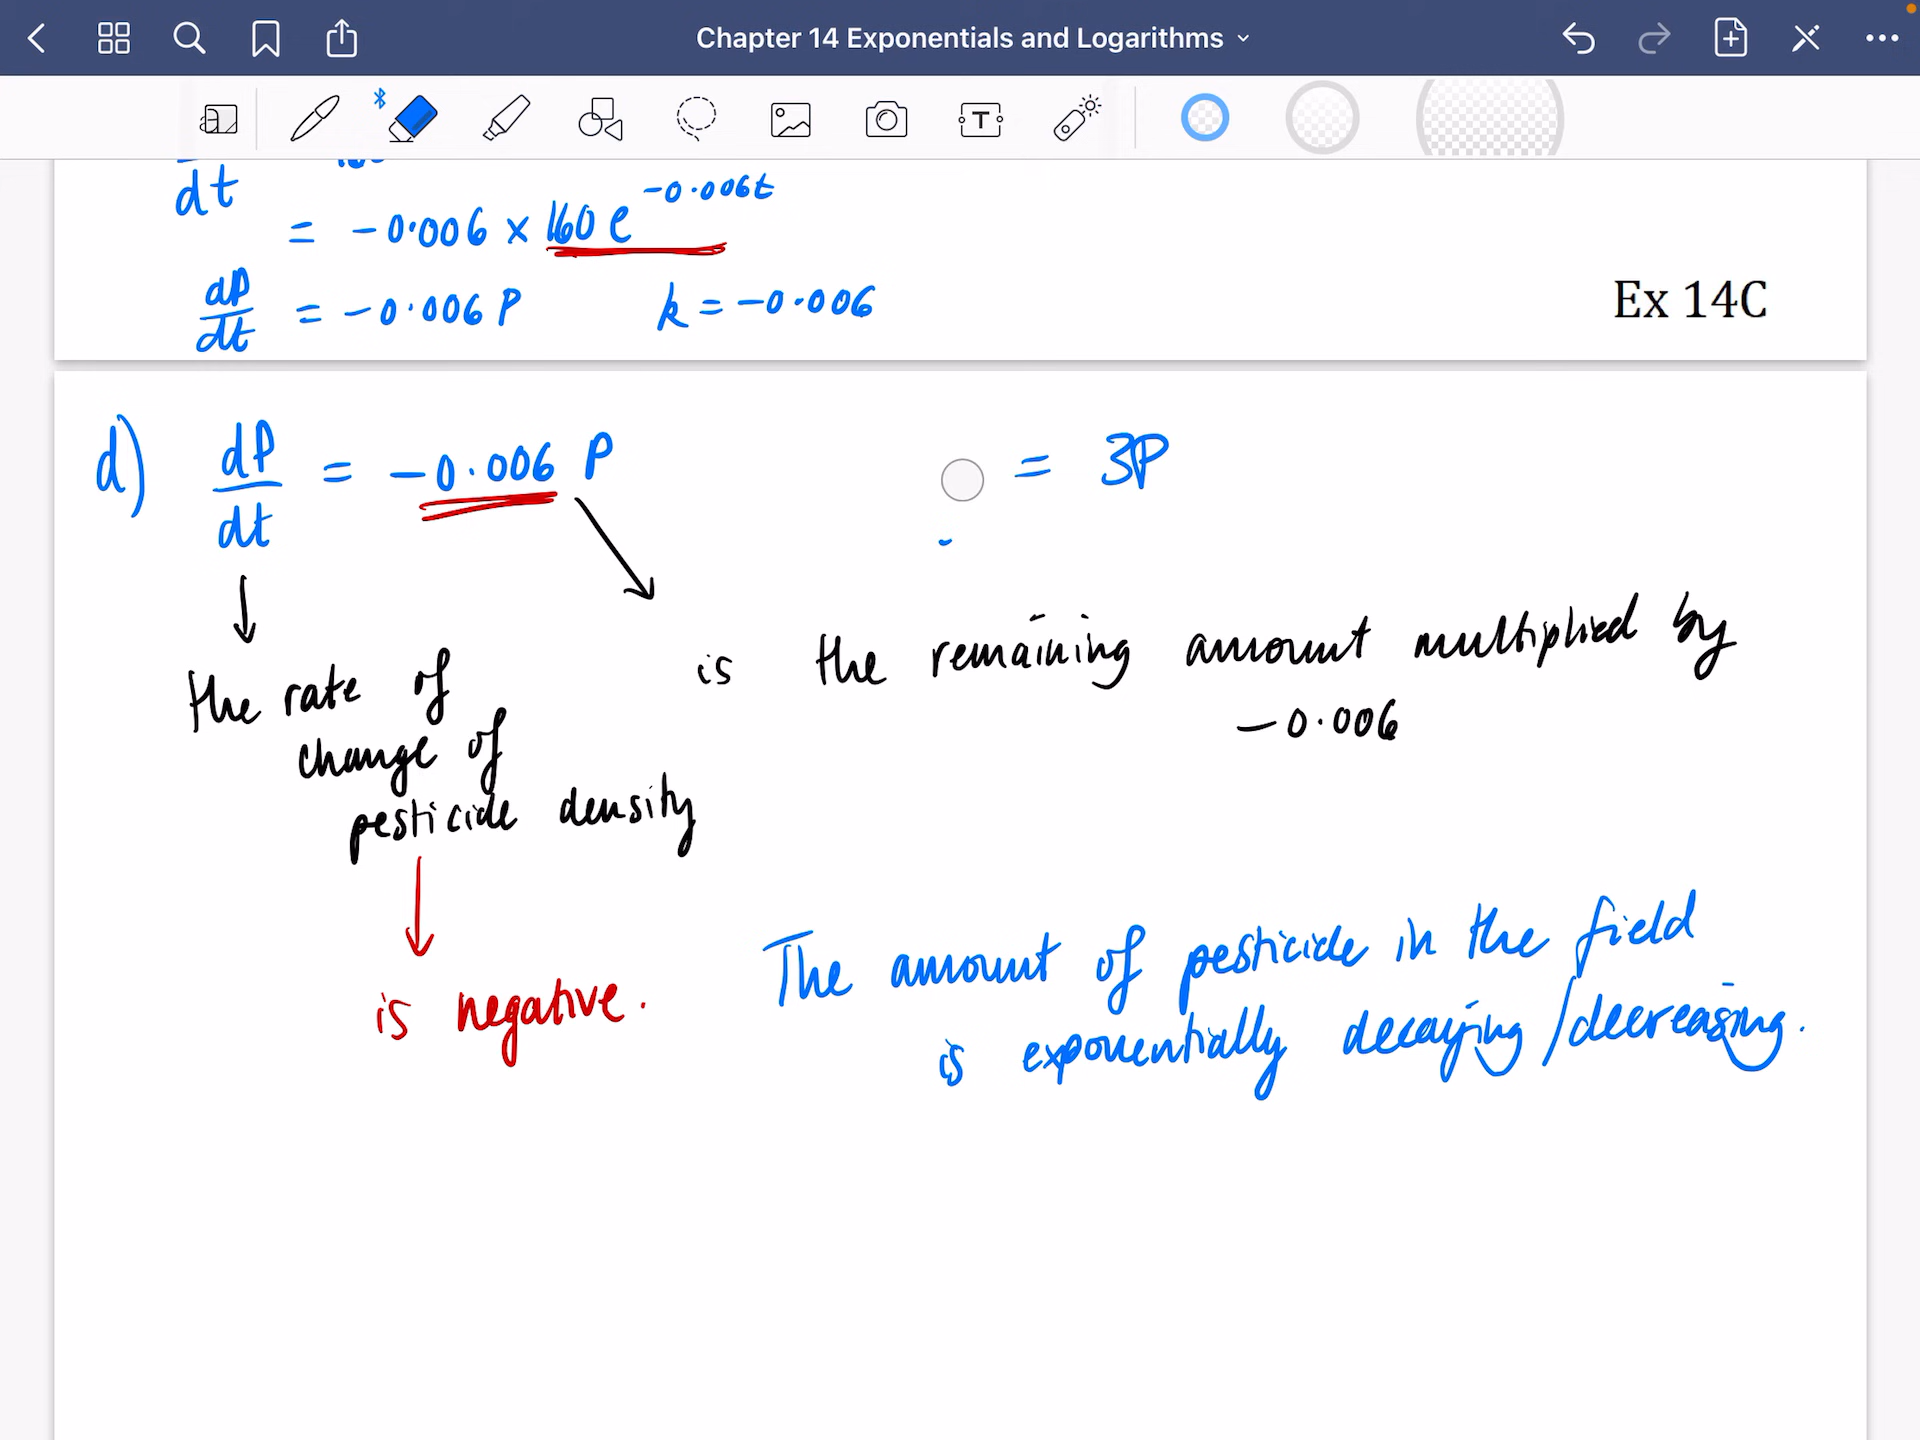 Chapter 14 Exponentials and Logarithms
dt
= -0.006 × 160 e^-0.006t
dP/dt = -0.006 P k = -0.006
Ex 14C
d) dP/dt = -0.006 P = 3P
the rate of
change of
pesticide density
is the remaining amount multiplied by
-0.006
is negative.
The amount of pesticide in the field
is exponentially decaying/decreasing.